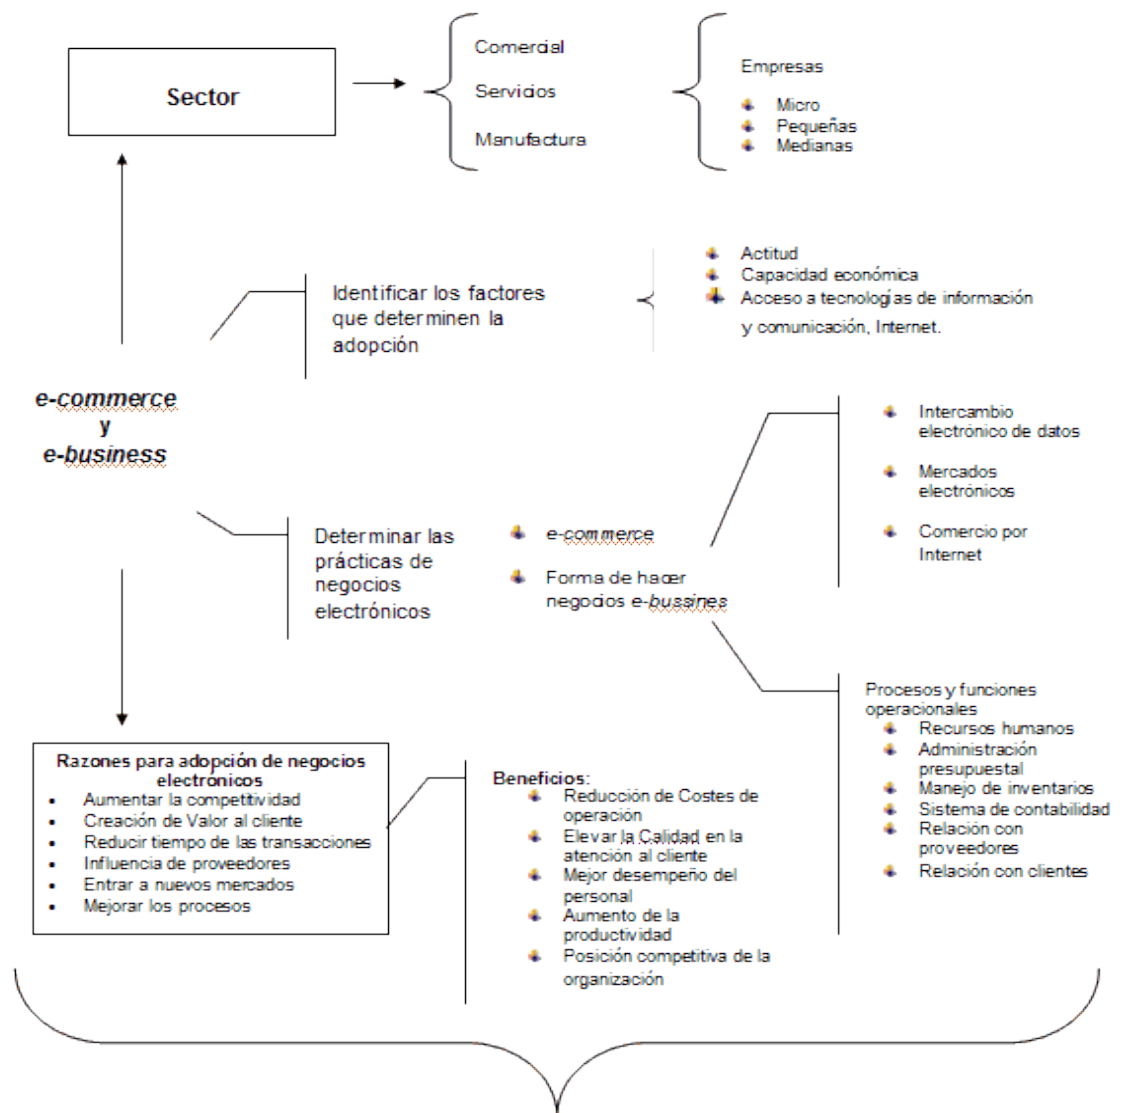 Sector
Comercial
Servicios
Manufactura
Empresas
Micro
Pequeñas
Medianas
Identificar los factores
que determinen la
adopción
Actitud
Capacidad económica
Acceso a tecnologías de información
y comunicación, Internet.
e-commerce
y
e-business
Determinar las
prácticas de
negocios
electrónicos
e-commerce
Forma de hacer
negocios e-bussines
Intercambio
electrónico de datos
Mercados
electrónicos
Comercio por
Internet
Procesos y funciones
operacionales
Recursos humanos
Administración
presupuestal
Manejo de inventarios
Sistema de contabilidad
Relación con
proveedores
Relación con clientes
Razones para adopción de negocios
electrónicos
Aumentar la competitividad
Creación de Valor al cliente
Reducir tiempo de las transacciones
Influencia de proveedores
Entrar a nuevos mercados
Mejorar los procesos
Beneficios:
Reducción de Costes de
operación
Elevar la Calidad en la
atención al cliente
Mejor desempeño del
personal
Aumento de la
productividad
Posición competitiva de la
organización